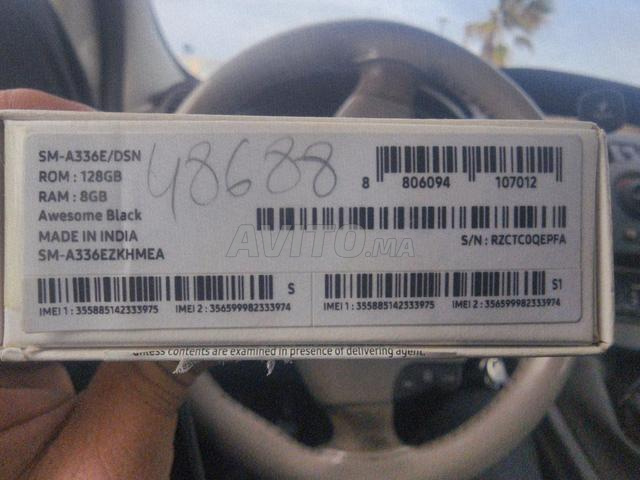 SM-A336E/DSN
ROM : 128GB
RAM : 8GB
Awesome Black
MADE IN INDIA
SM-A336EZKHMEA
48688
8 806094 107012
S/N : RZCTC0QEPFA
AVITO.ma
S
IMEI 1 : 355885142333975 IMEI 2 : 356599982333974
S1
IMEI 1 : 355885142333975 IMEI 2 : 356599982333974
unless contents are examined in presence of delivering agent.